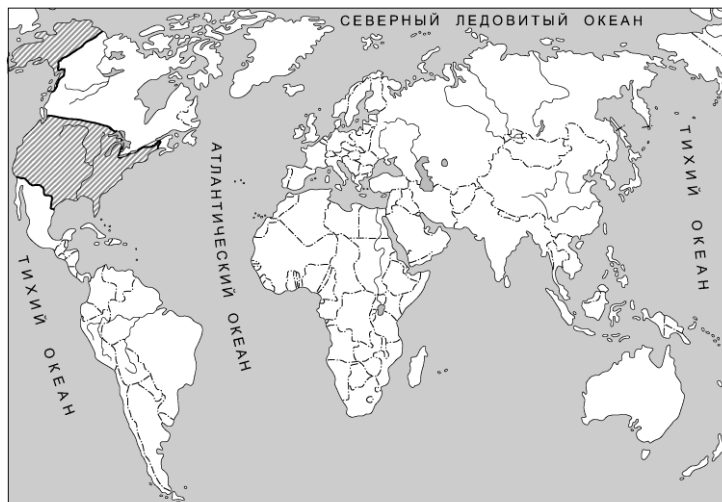 СЕВЕРНЫЙ ЛЕДОВИТЫЙ ОКЕАН
АТЛАНТИЧЕСКИЙ ОКЕАН
ТИХИЙ ОКЕАН
ТИХИЙ ОКЕАН